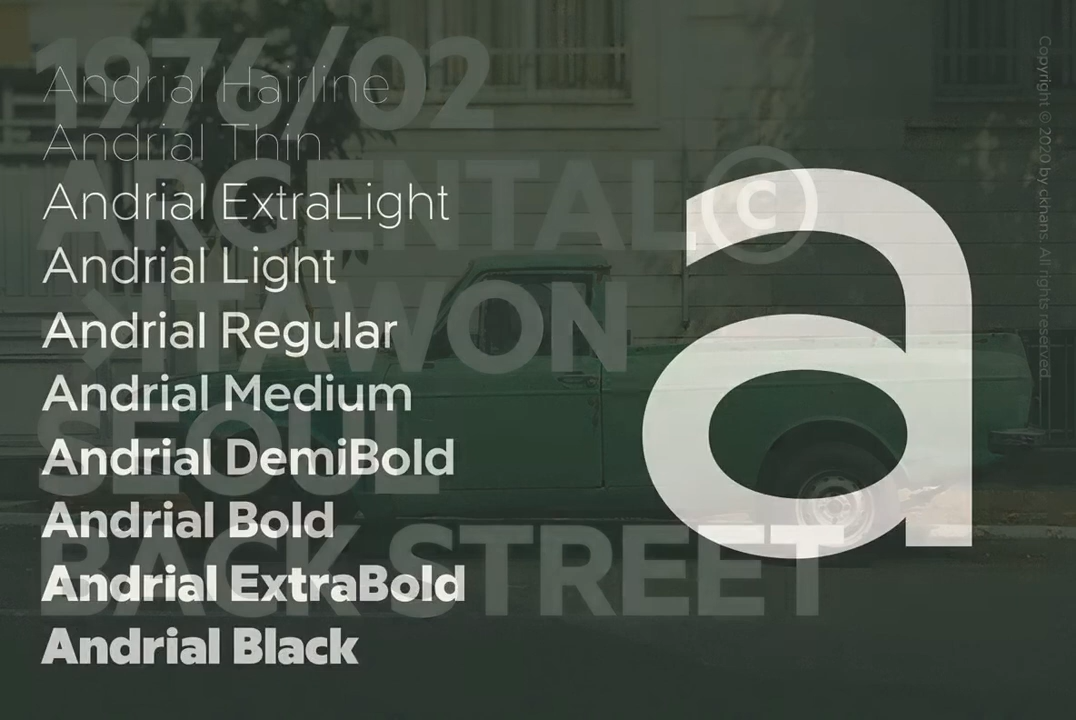 1976/02
Andrial Hairline
Andrial Thin
ARGENTAL©
Andrial ExtraLight
Andrial Light
ITAWON
Andrial Regular
Andrial Medium
SEOUL
Andrial DemiBold
Andrial Bold
BACK STREET
Andrial ExtraBold
Andrial Black
a
Copyright © 2020 by ckhans. All rights reserved.